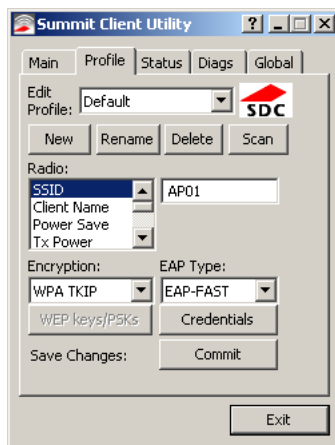 Summit Client Utility
Main Profile Status Diags Global
Edit Profile: Default SDC
New Rename Delete Scan
Radio:
SSID AP01
Client Name
Power Save
Tx Power
Encryption: EAP Type:
WPA TKIP EAP-FAST
WEP keys/PSKs Credentials
Save Changes: Commit
Exit